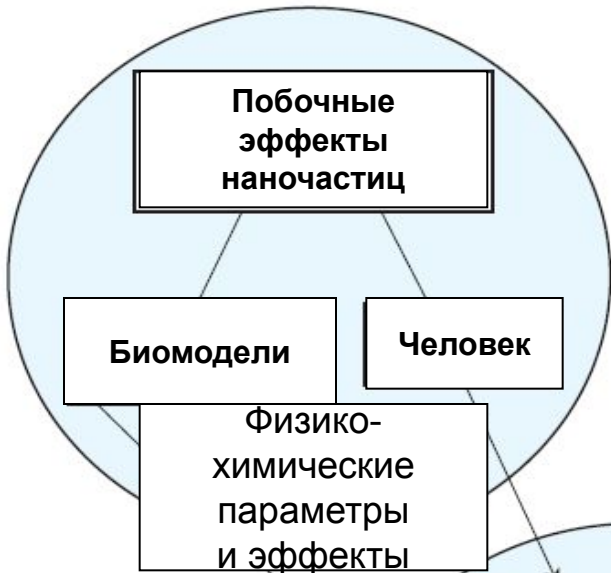 Побочные
эффекты
наночастиц
Биомодели
Человек
Физико-
химические
параметры
и эффекты